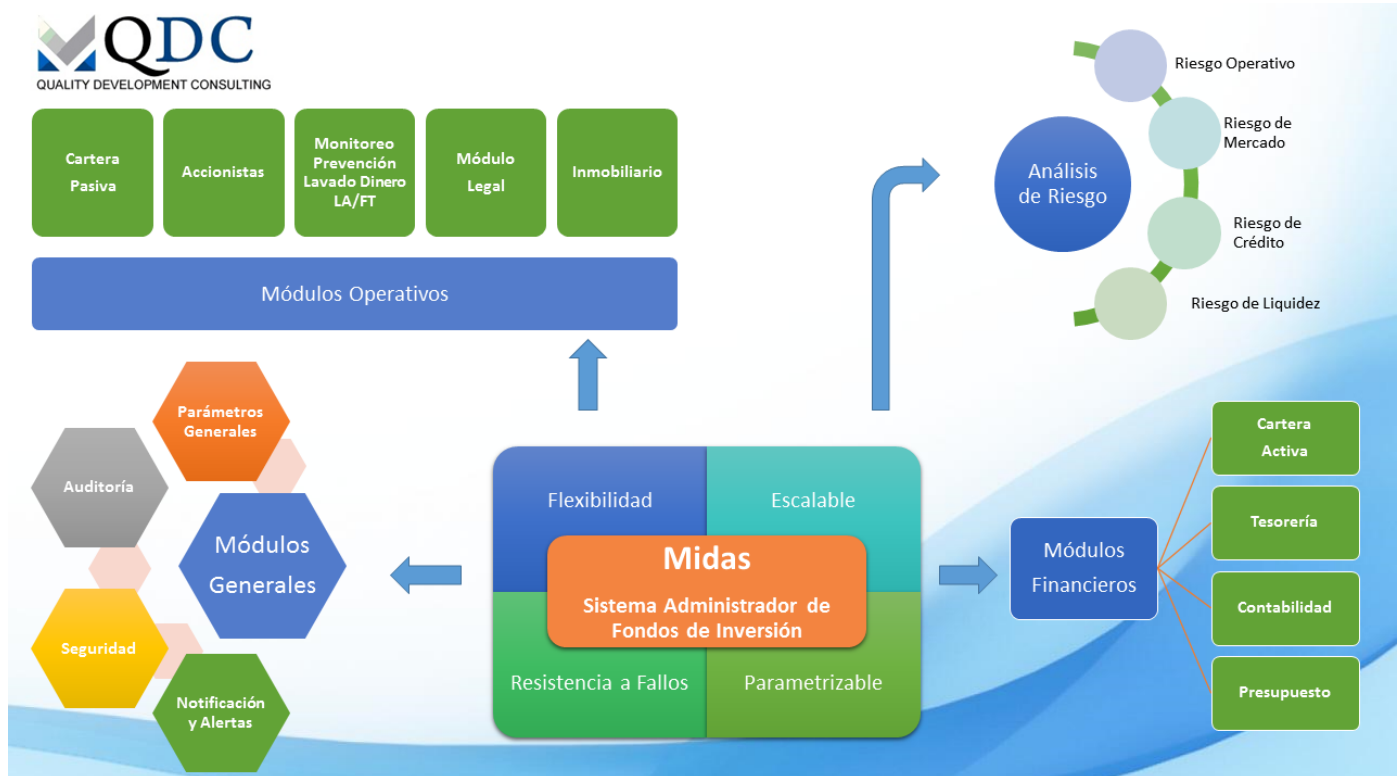 QDC
QUALITY DEVELOPMENT CONSULTING
Cartera
Pasiva
Accionistas
Monitoreo
Prevención
Lavado Dinero
LA/FT
Módulo
Legal
Inmobiliario
Módulos Operativos
Análisis
de Riesgo
Riesgo Operativo
Riesgo de
Mercado
Riesgo de
Crédito
Riesgo de Liquidez
Parámetros
Generales
Auditoría
Módulos
Generales
Seguridad
Notificación
y Alertas
Flexibilidad
Escalable
Midas
Sistema Administrador de
Fondos de Inversión
Resistencia a Fallos
Parametrizable
Módulos
Financieros
Cartera
Activa
Tesorería
Contabilidad
Presupuesto